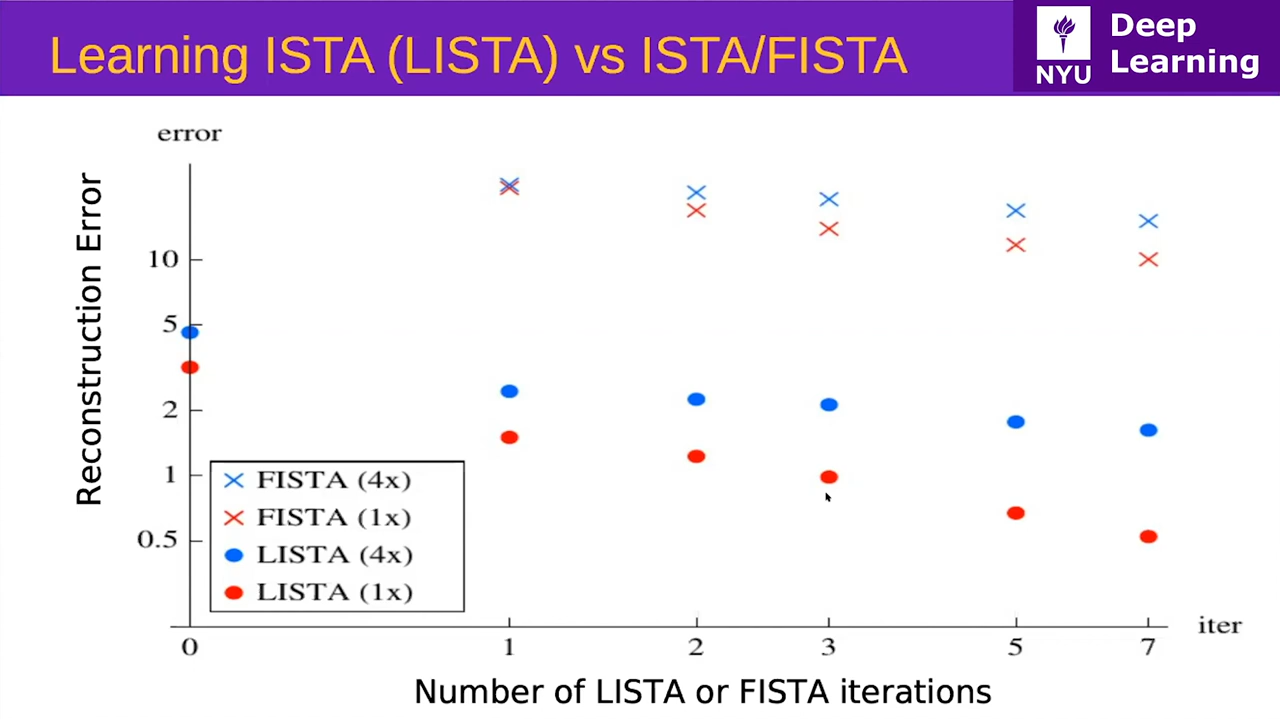 Learning ISTA (LISTA) vs ISTA/FISTA
NYU
Deep
Learning
error
Reconstruction Error
10
5
2
1
0.5
FISTA (4x)
FISTA (1x)
LISTA (4x)
LISTA (1x)
0 1 2 3 5 7
iter
Number of LISTA or FISTA iterations